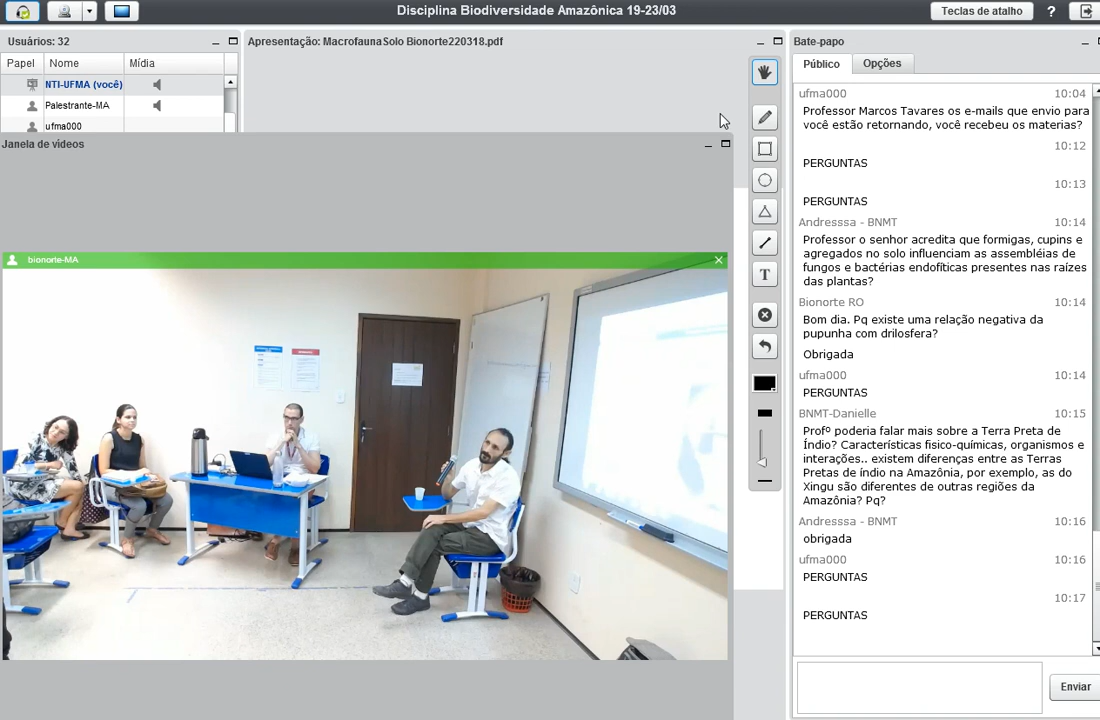 Disciplina Biodiversidade Amazônica 19-23/03
Teclas de atalho
?
Usuários: 32
Papel Nome Mídia
NTI-UFMA (você)
Palestrante-MA
ufma000
Apresentação: MacrofaunaSolo Bionorte220318.pdf
Janela de vídeos
bionorte-MA
T
Bate-papo
Público Opções
ufma000 10:04
Professor Marcos Tavares os e-mails que envio para
você estão retornando, você recebeu os materias?
10:12
PERGUNTAS
10:13
PERGUNTAS
Andresssa - BNMT 10:14
Professor o senhor acredita que formigas, cupins e
agregados no solo influenciam as assembléias de
fungos e bactérias endofíticas presentes nas raízes
das plantas?
Bionorte RO 10:14
Bom dia. Pq existe uma relação negativa da
pupunha com drilosfera?
Obrigada
ufma000 10:14
PERGUNTAS
BNMT-Danielle 10:15
Profº poderia falar mais sobre a Terra Preta de
Índio? Características fisico-químicas, organismos e
interações.. existem diferenças entre as Terras
Pretas de índio na Amazônia, por exemplo, as do
Xingu são diferentes de outras regiões da
Amazônia? Pq?
Andresssa - BNMT 10:16
obrigada
ufma000 10:16
PERGUNTAS
10:17
PERGUNTAS
Enviar